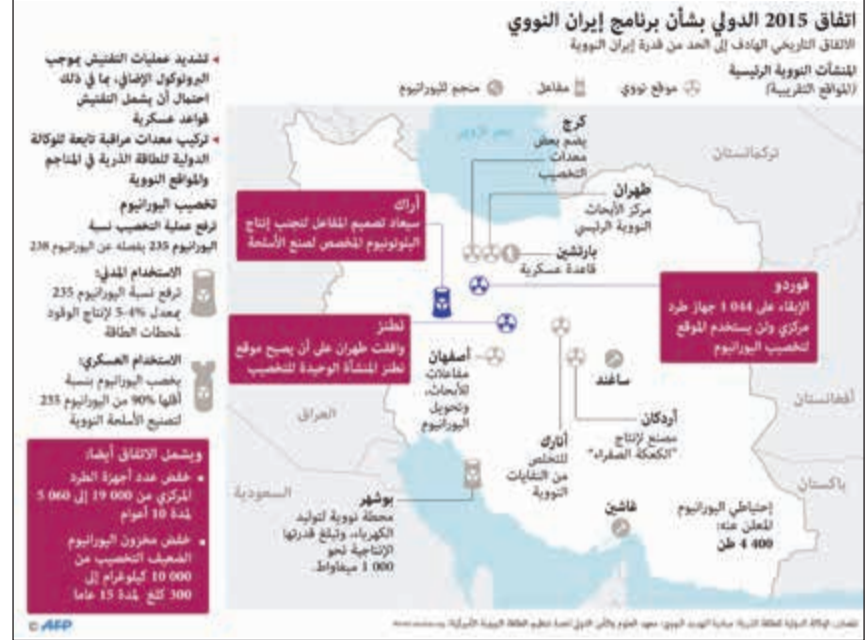 اتفاق 2015 الدولي بشأن برنامج إيران النووي
الاتفاق التاريخي الهادف إلى الحد من قدرة إيران النووية
المنشآت النووية الرئيسية
(المواقع التقريبية)
موقع نووي
مفاعل
منجم لليورانيوم
تشديد عمليات التفتيش بموجب
البروتوكول الإضافي، بما في ذلك
احتمال أن يشمل التفتيش
قواعد عسكرية
تركيب معدات مراقبة تابعة للوكالة
الدولية للطاقة الذرية في المناجم
والمواقع النووية
تخصيب اليورانيوم
ترفع عملية التخصيب نسبة
اليورانيوم 235 بفصله عن اليورانيوم 238
الاستخدام المدني:
ترفع نسبة اليورانيوم 235
بمعدل 4%-5 لإنتاج الوقود
لمحطات الطاقة
الاستخدام العسكري:
يخصب اليورانيوم بنسبة
أقلها 90% من اليورانيوم 235
لتصنيع الأسلحة النووية
ويشمل الاتفاق أيضا:
خفض عدد أجهزة الطرد
المركزي من 000 19 إلى 060 5
لمدة 10 أعوام
خفض مخزون اليورانيوم
الضعيف التخصيب من
000 10 كيلوغرام إلى
300 كلغ لمدة 15 عاما
بحر قزوين
تركمانستان
كرج
يضم بعض
معدات
التخصيب
طهران
مركز الأبحاث
النووية الرئيسي
بارتشين
قاعدة عسكرية
أراك
سيعاد تصميم المفاعل لتجنب إنتاج
البلوتونيوم المخصص لصنع الأسلحة
فوردو
الإبقاء على 044 1 جهاز طرد
مركزي ولن يستخدم الموقع
لتخصيب اليورانيوم
نطنز
وافقت طهران على أن يصبح موقع
نطنز المنشأة الوحيدة للتخصيب
أصفهان
مفاعلات
للأبحاث،
وتحويل
اليورانيوم
ساغند
أردكان
مصنع لإنتاج
"الكعكة الصفراء"
أنارك
للتخلص
من النفايات
النووية
أفغانستان
العراق
باكستان
السعودية
بوشهر
محطة نووية لتوليد
الكهرباء، وتبلغ قدرتها
الإنتاجية نحو
000 1 ميغاواط.
غاشين
إحتياطي اليورانيوم
المعلن عنه:
400 4 طن
© AFP